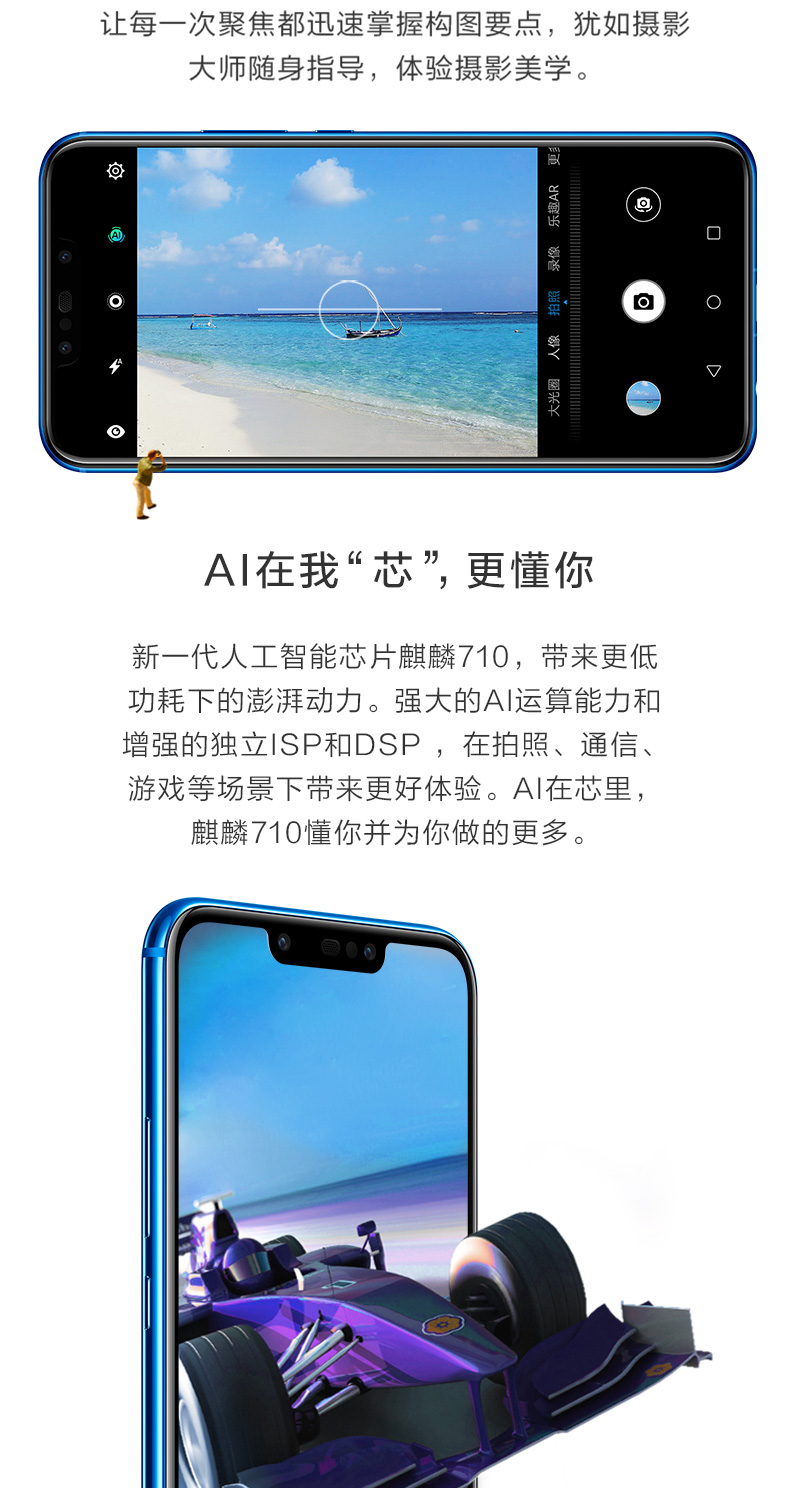 让每一次聚焦都迅速掌握构图要点，犹如摄影
大师随身指导，体验摄影美学。
更多
乐趣AR
录像
拍照
人像
大光圈
AI
A
AI在我“芯”，更懂你
新一代人工智能芯片麒麟710，带来更低
功耗下的澎湃动力。强大的AI运算能力和
增强的独立ISP和DSP ，在拍照、通信、
游戏等场景下带来更好体验。AI在芯里，
麒麟710懂你并为你做的更多。